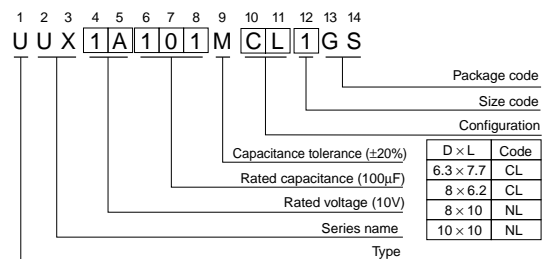 1 2 3 4 5 6 7 8 9 10 11 12 13 14
U U X 1 A 1 0 1 M C L 1 G S
Package code
Size code
Configuration
Capacitance tolerance (±20%)
Rated capacitance (100µF)
Rated voltage (10V)
Series name
Type
D × L Code
6.3 × 7.7 CL
8 × 6.2 CL
8 × 10 NL
10 × 10 NL